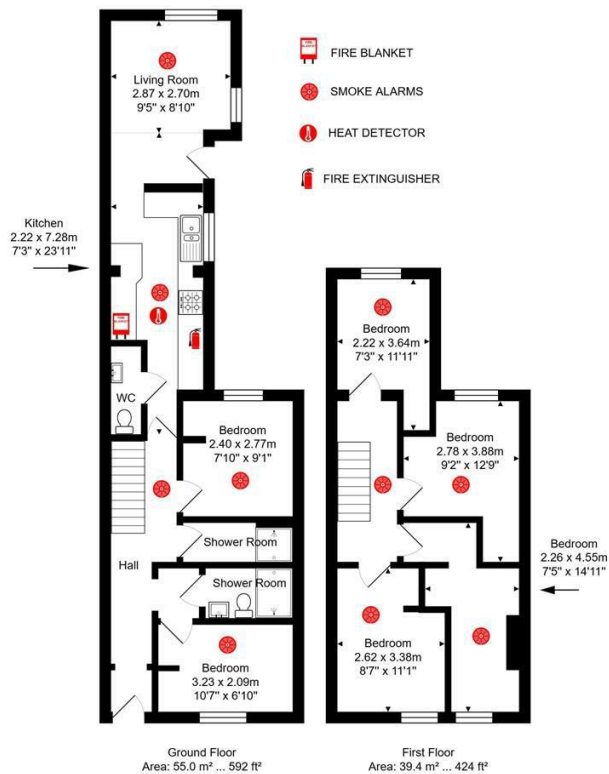 Living Room
2.87 x 2.70m
9'5" x 8'10"
FIRE BLANKET
SMOKE ALARMS
HEAT DETECTOR
FIRE EXTINGUISHER
Kitchen
2.22 x 7.28m
7'3" x 23'11"
FIRE BLANKET
WC
Bedroom
2.40 x 2.77m
7'10" x 9'1"
Shower Room
Hall
Shower Room
Bedroom
3.23 x 2.09m
10'7" x 6'10"
Ground Floor
Area: 55.0 m² ... 592 ft²
Bedroom
2.22 x 3.64m
7'3" x 11'11"
Bedroom
2.78 x 3.88m
9'2" x 12'9"
Bedroom
2.26 x 4.55m
7'5" x 14'11"
Bedroom
2.62 x 3.38m
8'7" x 11'1"
First Floor
Area: 39.4 m² ... 424 ft²